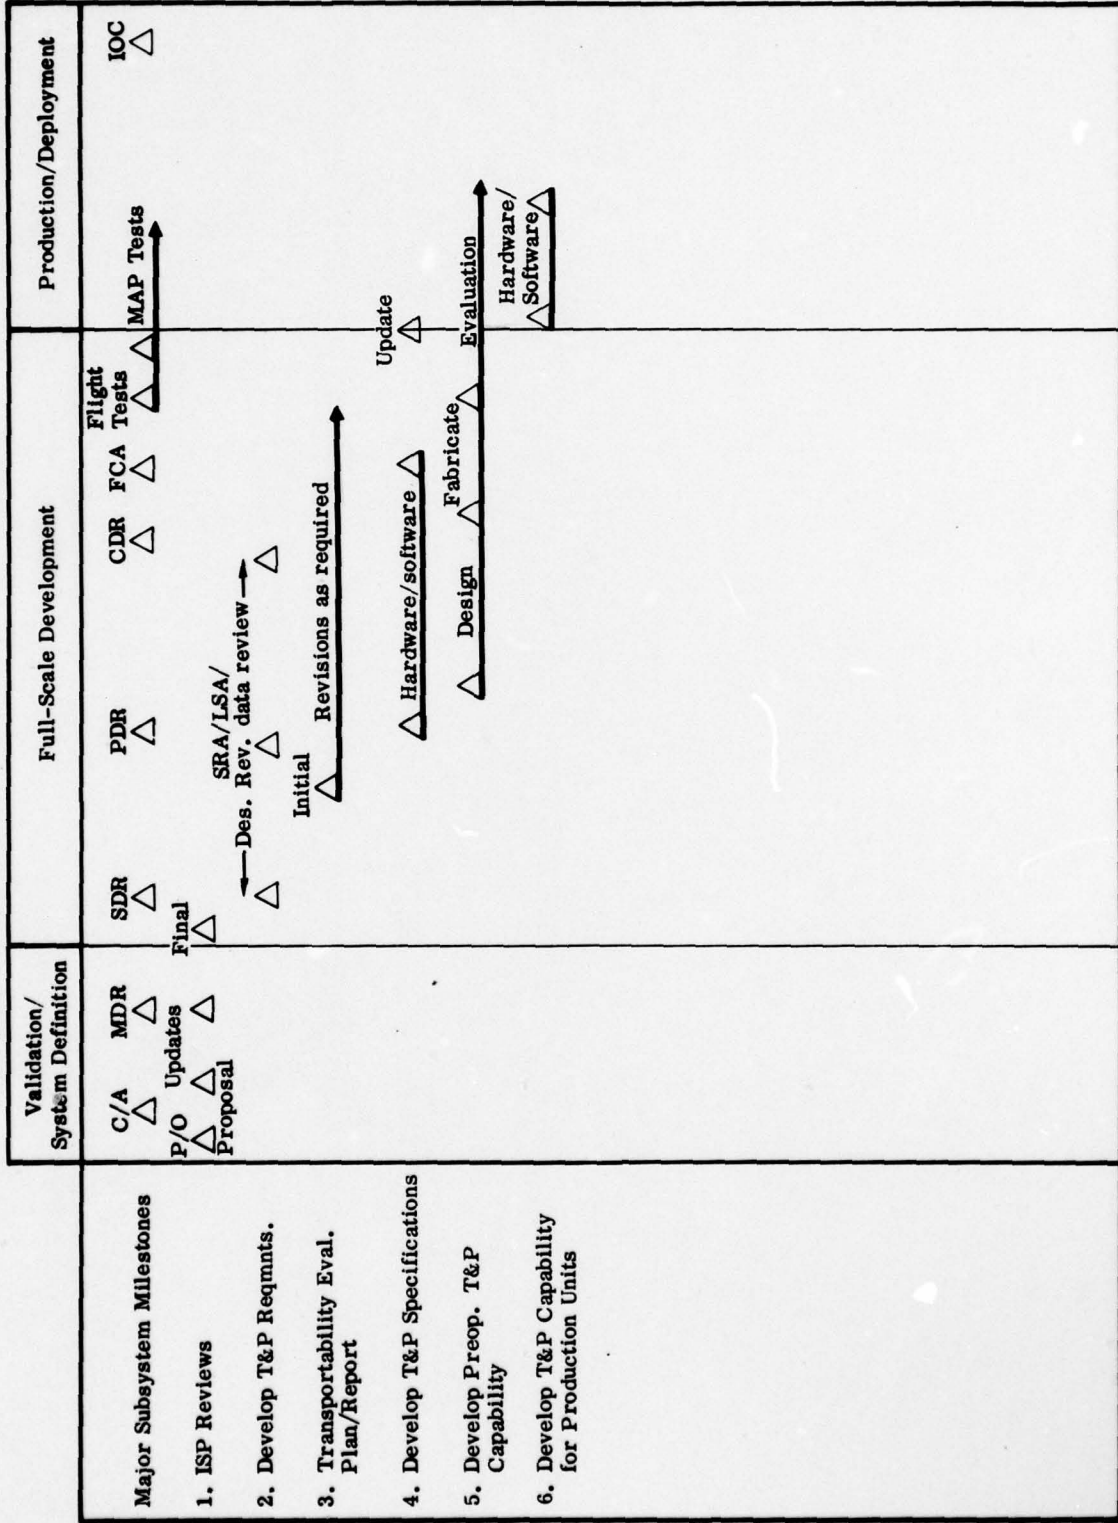 Validation/
System Definition
Full-Scale Development
Production/Deployment
Major Subsystem Milestones
C/A
MDR
SDR
PDR
CDR
FCA
Flight
Tests
MAP Tests
IOC
1. ISP Reviews
P/O
Updates
Proposal
Final
2. Develop T&P Reqmnts.
SRA/LSA/
Des. Rev. data review
3. Transportability Eval.
Plan/Report
Initial
Revisions as required
4. Develop T&P Specifications
Hardware/software
Update
5. Develop Preop. T&P
Capability
Design
Fabricate
Evaluation
6. Develop T&P Capability
for Production Units
Hardware/
Software